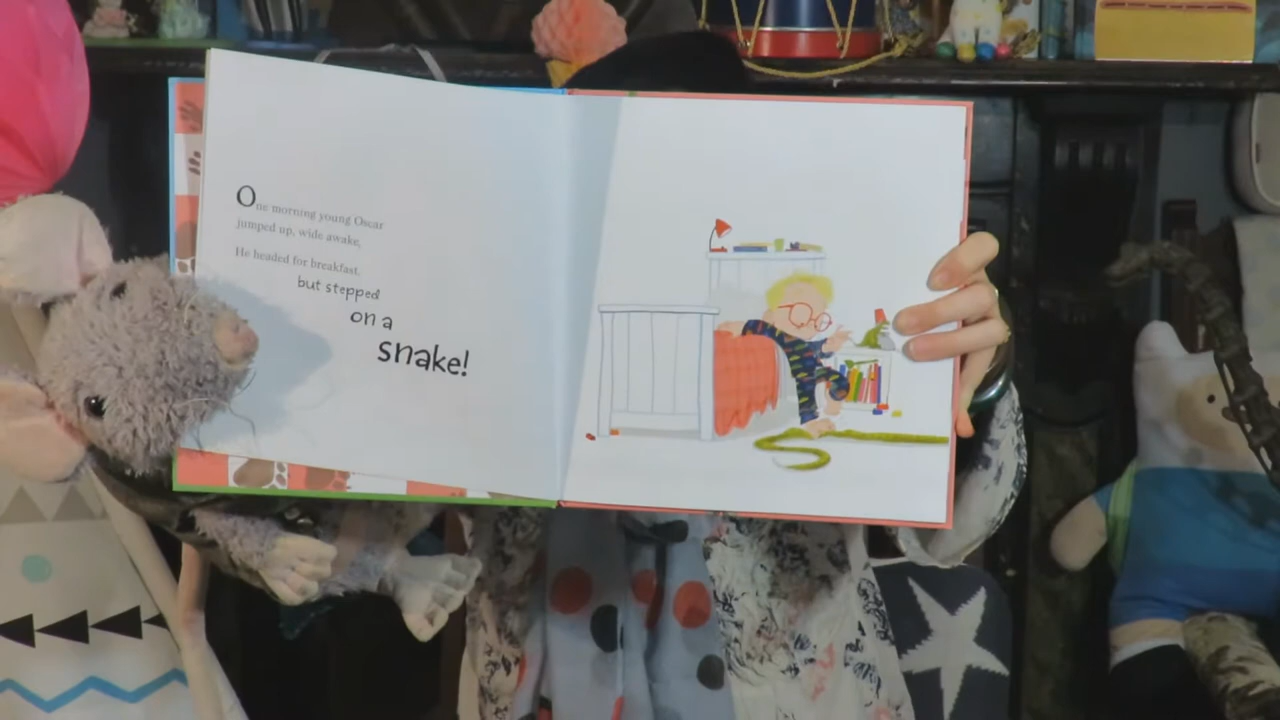 One morning young Oscar
jumped up, wide awake,
He headed for breakfast.
but stepped
on a
snake!